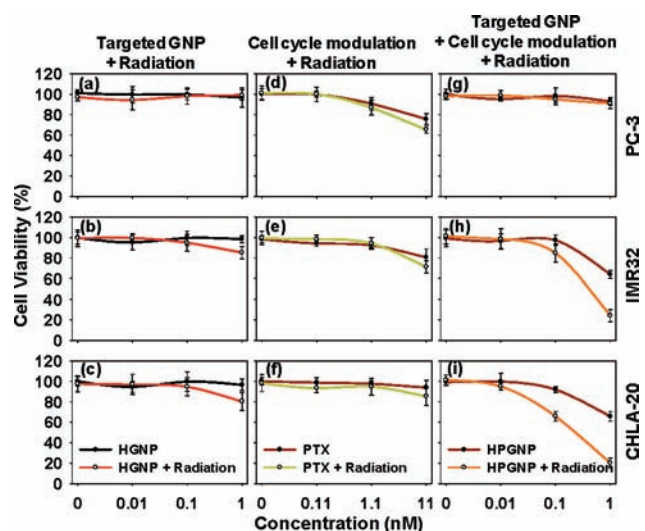 Targeted GNP
+ Radiation
Cell cycle modulation
+ Radiation
Targeted GNP
+ Cell cycle modulation
+ Radiation
Cell Viability (%)
120
100
80
60
40
20
0
(a)
(d)
(g)
PC-3
120
100
80
60
40
20
0
(b)
(e)
(h)
IMR32
120
100
80
60
40
20
0
(c)
(f)
(i)
CHLA-20
HGNP
HGNP + Radiation
PTX
PTX + Radiation
HPGNP
HPGNP + Radiation
0 0.01 0.1 1
0 0.11 1.1 11
0 0.01 0.1 1
Concentration (nM)